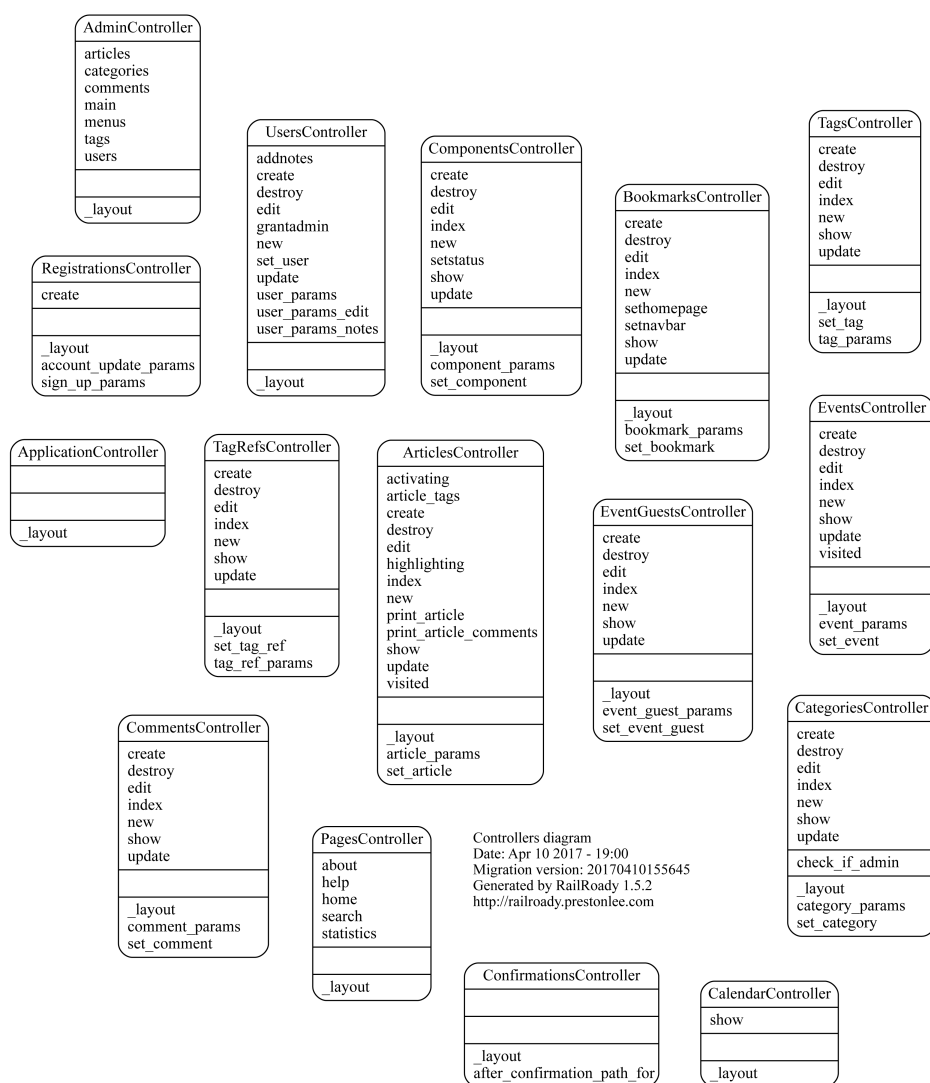 AdminController
articles
categories
comments
main
menus
tags
users
_layout
UsersController
addnotes
create
destroy
edit
grantadmin
new
set_user
update
user_params
user_params_edit
user_params_notes
_layout
ComponentsController
create
destroy
edit
index
new
setstatus
show
update
_layout
component_params
set_component
BookmarksController
create
destroy
edit
index
new
sethomepage
setnavbar
show
update
_layout
bookmark_params
set_bookmark
TagsController
create
destroy
edit
index
new
show
update
_layout
set_tag
tag_params
RegistrationsController
create
_layout
account_update_params
sign_up_params
ApplicationController
_layout
TagRefsController
create
destroy
edit
index
new
show
update
_layout
set_tag_ref
tag_ref_params
ArticlesController
activating
article_tags
create
destroy
edit
highlighting
index
new
print_article
print_article_comments
show
update
visited
_layout
article_params
set_article
EventGuestsController
create
destroy
edit
index
new
show
update
_layout
event_guest_params
set_event_guest
EventsController
create
destroy
edit
index
new
show
update
visited
_layout
event_params
set_event
CommentsController
create
destroy
edit
index
new
show
update
_layout
comment_params
set_comment
PagesController
about
help
home
search
statistics
_layout
Controllers diagram
Date: Apr 10 2017 - 19:00
Migration version: 20170410155645
Generated by RailRoady 1.5.2
http://railroady.prestonlee.com
CategoriesController
create
destroy
edit
index
new
show
update
check_if_admin
_layout
category_params
set_category
ConfirmationsController
_layout
after_confirmation_path_for
CalendarController
show
_layout